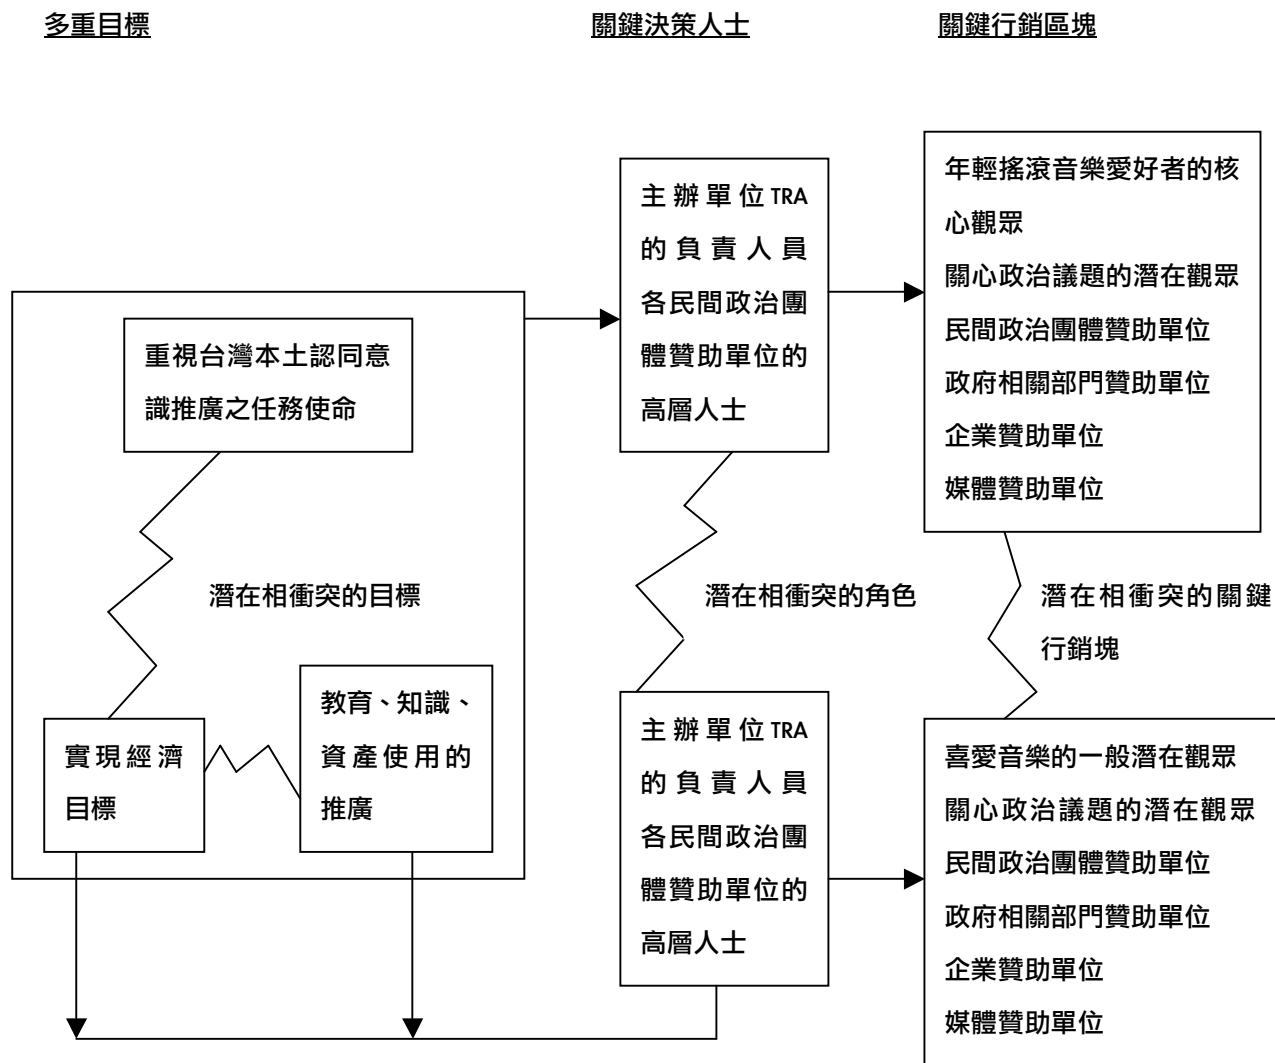 多重目標
關鍵決策人士
關鍵行銷區塊
重視台灣本土認同意
識推廣之任務使命
潛在相衝突的目標
實現經濟
目標
教育、知識、
資產使用的
推廣
主辦單位TRA
的負責人員
各民間政治團
體贊助單位的
高層人士
潛在相衝突的角色
主辦單位TRA
的負責人員
各民間政治團
體贊助單位的
高層人士
年輕搖滾音樂愛好者的核
心觀眾
關心政治議題的潛在觀眾
民間政治團體贊助單位
政府相關部門贊助單位
企業贊助單位
媒體贊助單位
潛在相衝突的關鍵
行銷塊
喜愛音樂的一般潛在觀眾
關心政治議題的潛在觀眾
民間政治團體贊助單位
政府相關部門贊助單位
企業贊助單位
媒體贊助單位